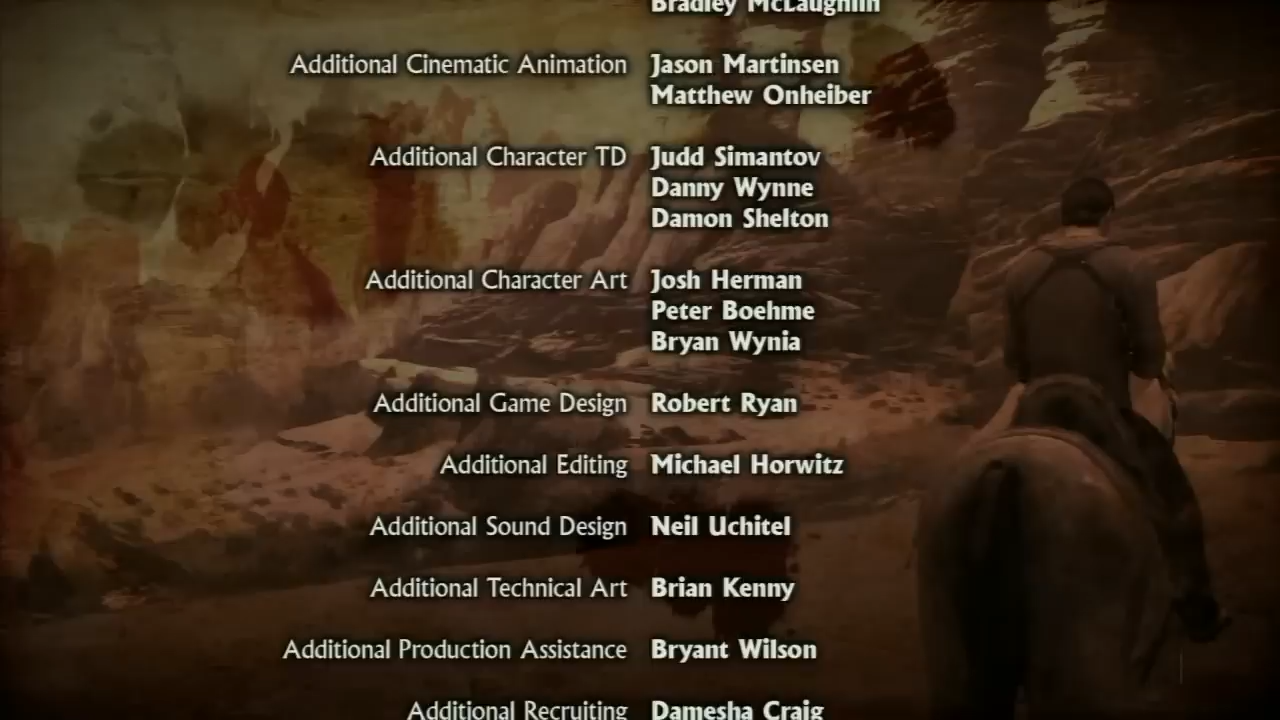 Bradley McLaughlin
Additional Cinematic Animation Jason Martinsen
Matthew Onheiber
Additional Character TD Judd Simantov
Danny Wynne
Damon Shelton
Additional Character Art Josh Herman
Peter Boehme
Bryan Wynia
Additional Game Design Robert Ryan
Additional Editing Michael Horwitz
Additional Sound Design Neil Uchitel
Additional Technical Art Brian Kenny
Additional Production Assistance Bryant Wilson
Additional Recruiting Damesha Craig